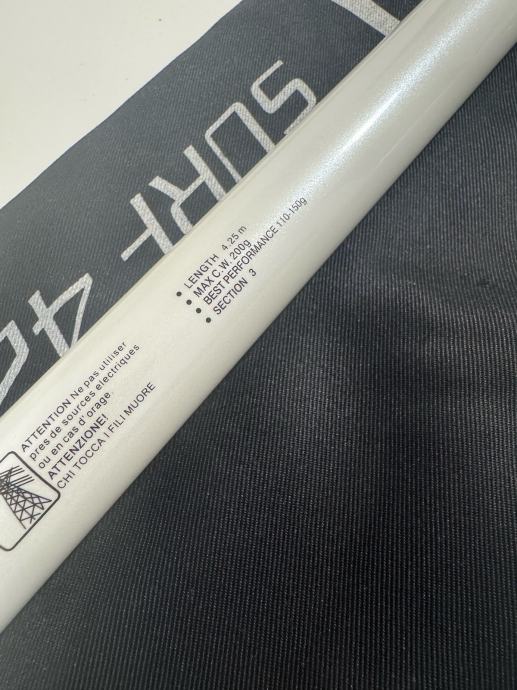 SURF
42
• LENGTH 4.25 m
• MAX C.W. 200g
• BEST PERFORMANCE 110-150g
• SECTION 3
ATTENTION Ne pas utiliser
pres de sources electriques
ou en cas d'orage
ATTENZIONE!
CHI TOCCA I FILI MUORE